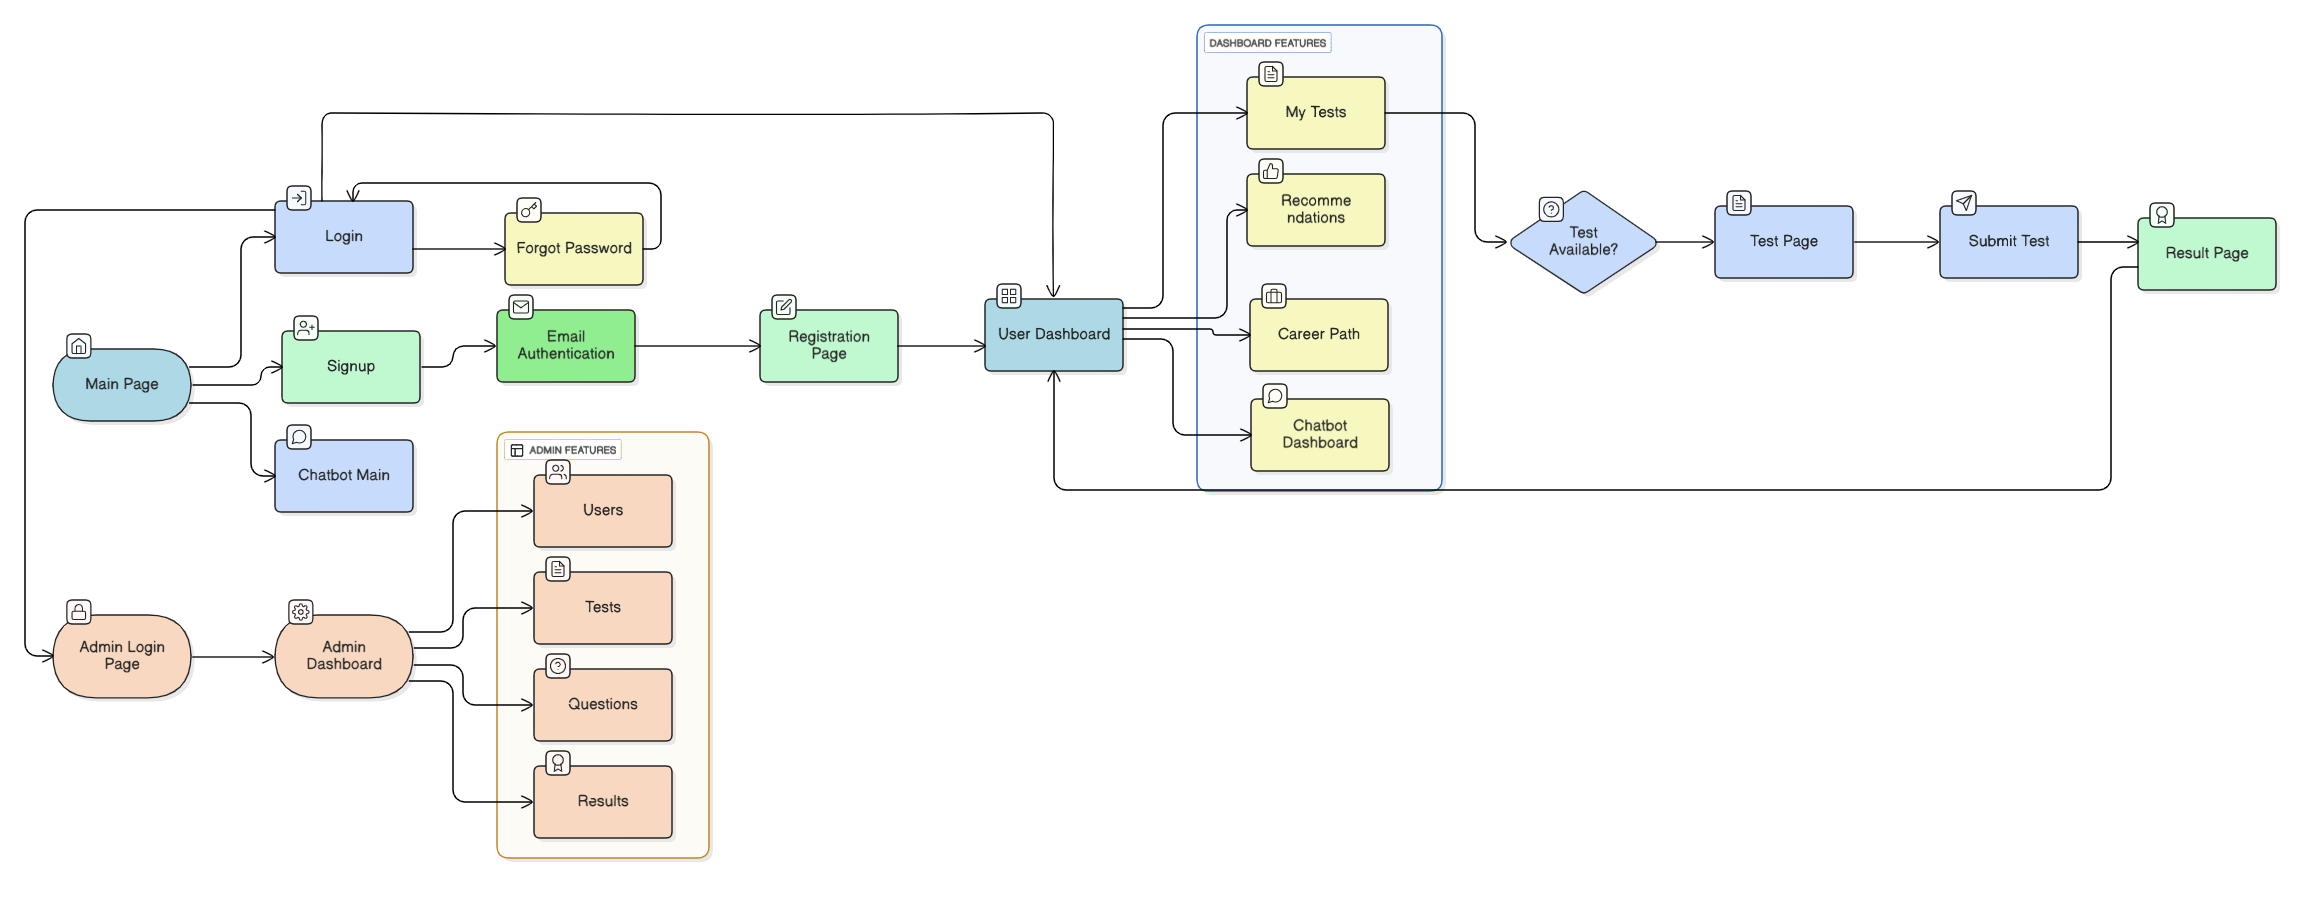 DASHBOARD FEATURES
My Tests
Recomme
ndations
Career Path
Chatbot
Dashboard
Login
Forgot Password
Main Page
Signup
Email
Authentication
Registration
Page
User Dashboard
Chatbot Main
Test
Available?
Test Page
Submit Test
Result Page
ADMIN FEATURES
Users
Tests
Questions
Results
Admin Login
Page
Admin
Dashboard